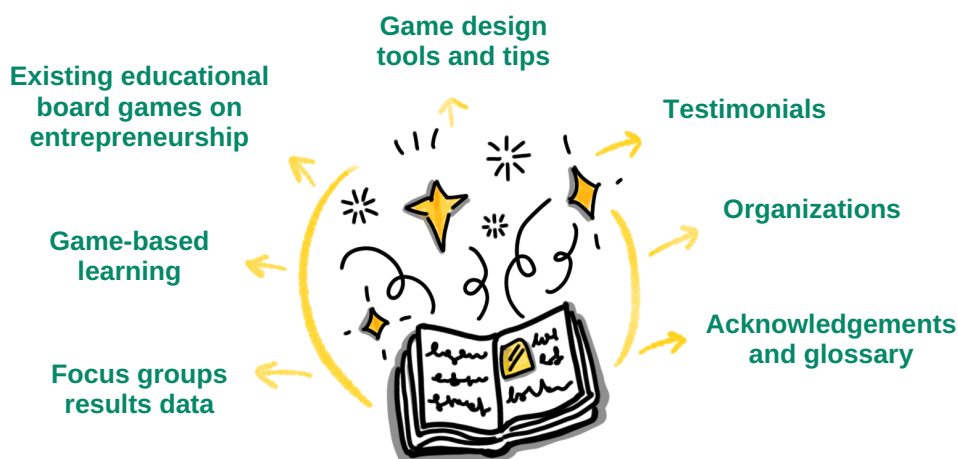 Game design
tools and tips
Existing educational
board games on
entrepreneurship
Testimonials
Game-based
learning
Organizations
Focus groups
results data
Acknowledgements
and glossary